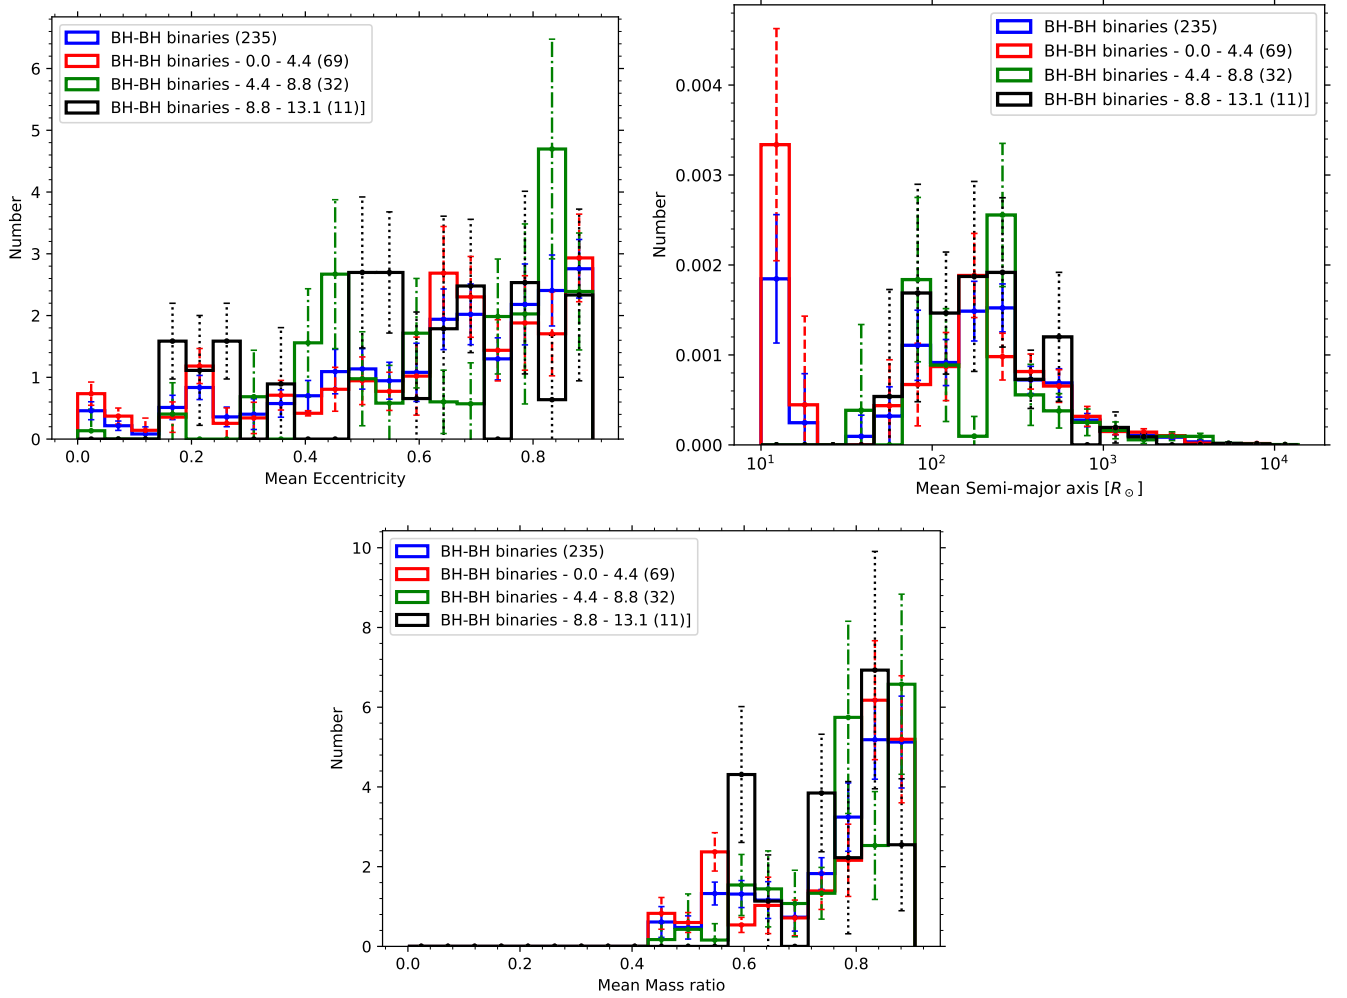 BH-BH binaries (235)
BH-BH binaries - 0.0 - 4.4 (69)
BH-BH binaries - 4.4 - 8.8 (32)
BH-BH binaries - 8.8 - 13.1 (11)]
6
5
4
3
2
1
0
Number
0.0 0.2 0.4 0.6 0.8
Mean Eccentricity
BH-BH binaries (235)
BH-BH binaries - 0.0 - 4.4 (69)
BH-BH binaries - 4.4 - 8.8 (32)
BH-BH binaries - 8.8 - 13.1 (11)]
0.004
0.003
0.002
0.001
0.000
Number
10¹ 10² 10³ 10⁴
Mean Semi-major axis [R⊙]
BH-BH binaries (235)
BH-BH binaries - 0.0 - 4.4 (69)
BH-BH binaries - 4.4 - 8.8 (32)
BH-BH binaries - 8.8 - 13.1 (11)]
10
8
6
4
2
0
Number
0.0 0.2 0.4 0.6 0.8
Mean Mass ratio